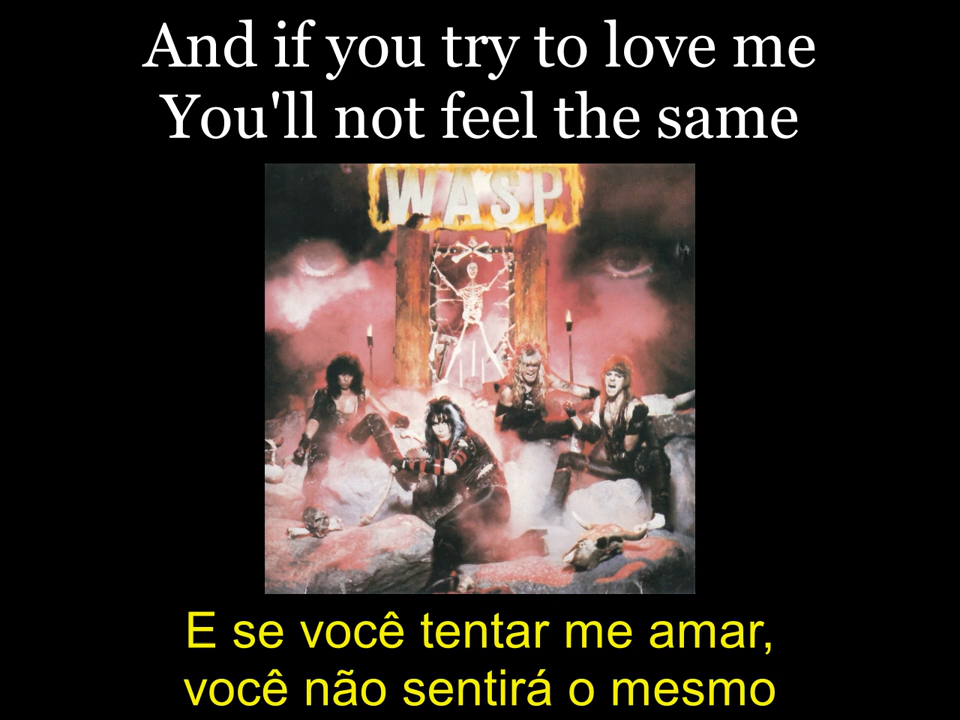 And if you try to love me
You'll not feel the same
WASP
E se você tentar me amar,
você não sentirá o mesmo